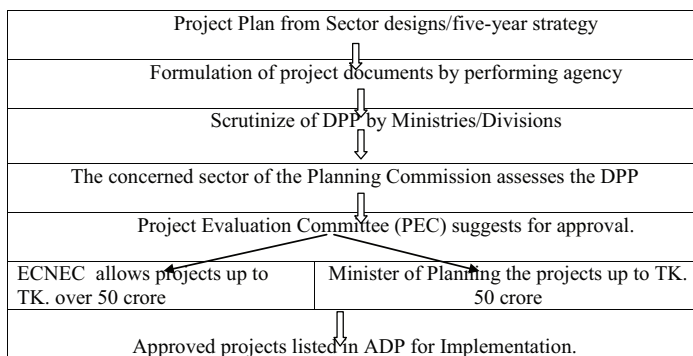 Project Plan from Sector designs/five-year strategy
Formulation of project documents by performing agency
Scrutinize of DPP by Ministries/Divisions
The concerned sector of the Planning Commission assesses the DPP
Project Evaluation Committee (PEC) suggests for approval.
ECNEC allows projects up to
TK. over 50 crore
Minister of Planning the projects up to TK.
50 crore
Approved projects listed in ADP for Implementation.